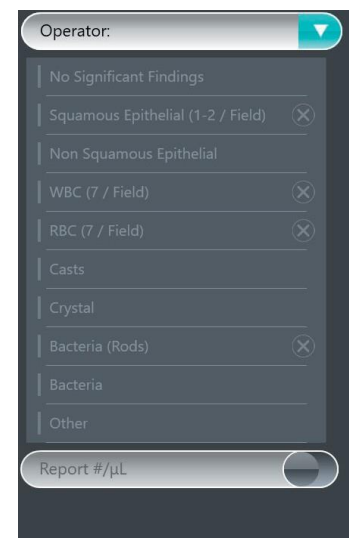 Operator:
No Significant Findings
Squamous Epithelial (1-2 / Field)
Non Squamous Epithelial
WBC (7 / Field)
RBC (7 / Field)
Casts
Crystal
Bacteria (Rods)
Bacteria
Other
Report #/µL